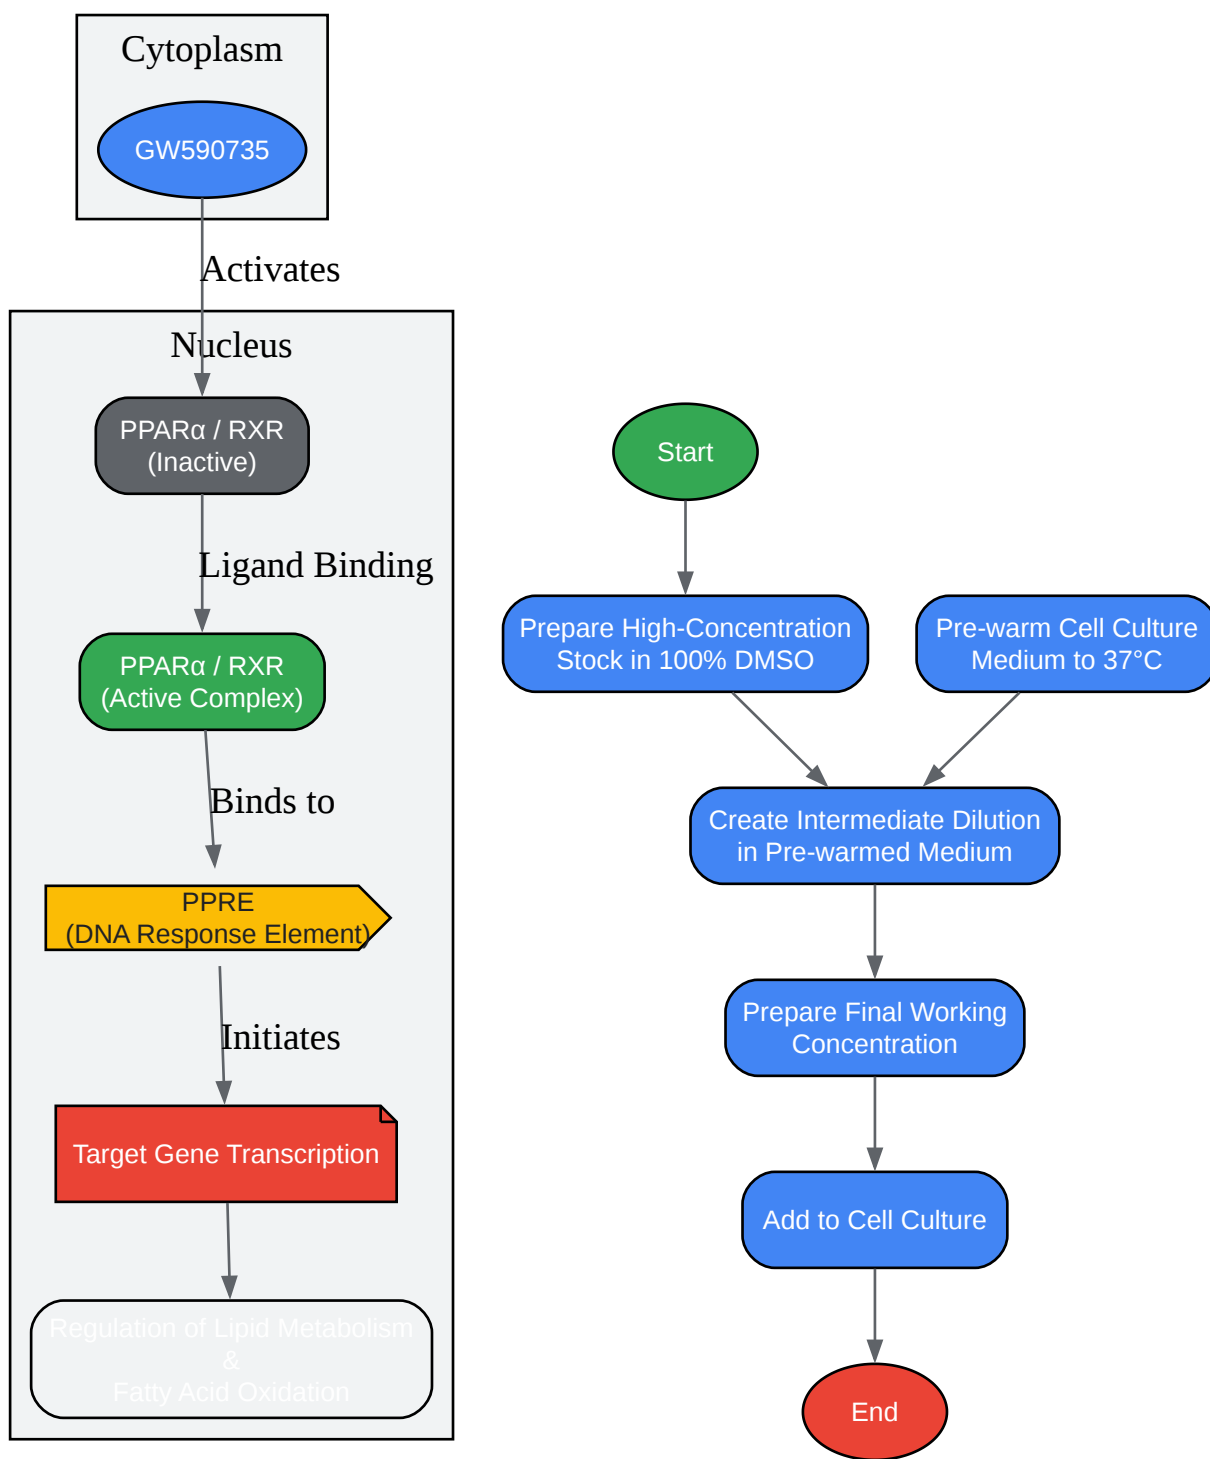 Cytoplasm
GW590735
Activates
Nucleus
PPARα / RXR
(Inactive)
Ligand Binding
PPARα / RXR
(Active Complex)
Binds to
PPRE
(DNA Response Element)
Initiates
Target Gene Transcription
Regulation of Lipid Metabolism
&
Fatty Acid Oxidation
Start
Prepare High-Concentration
Stock in 100% DMSO
Pre-warm Cell Culture
Medium to 37°C
Create Intermediate Dilution
in Pre-warmed Medium
Prepare Final Working
Concentration
Add to Cell Culture
End